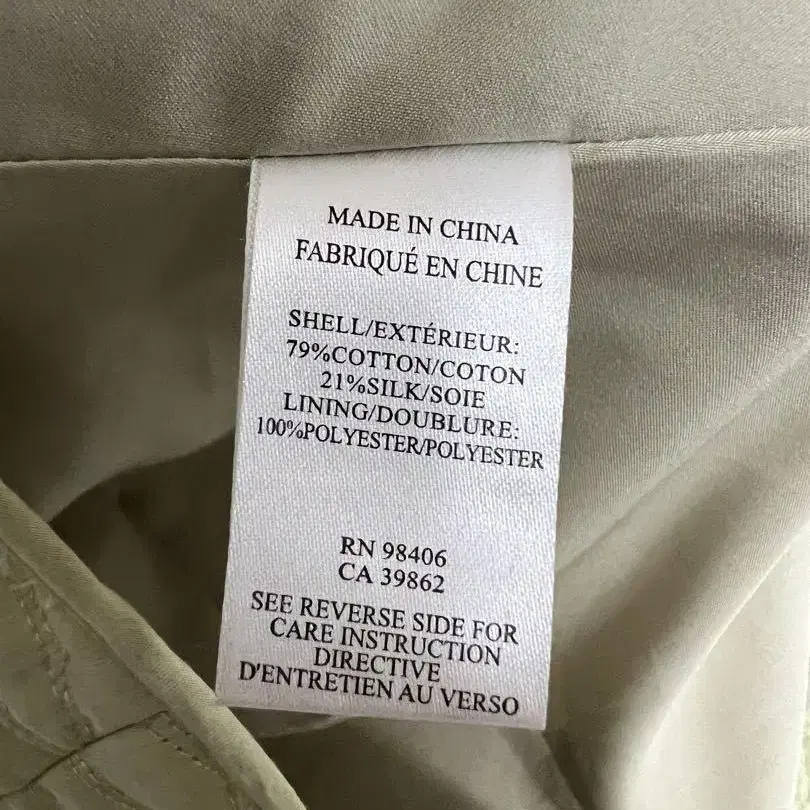 MADE IN CHINA
FABRIQUÉ EN CHINE
SHELL/EXTÉRIEUR:
79%COTTON/COTON
21%SILK/SOIE
LINING/DOUBLURE:
100%POLYESTER/POLYESTER
RN 98406
CA 39862
SEE REVERSE SIDE FOR
CARE INSTRUCTION
DIRECTIVE
D'ENTRETIEN AU VERSO